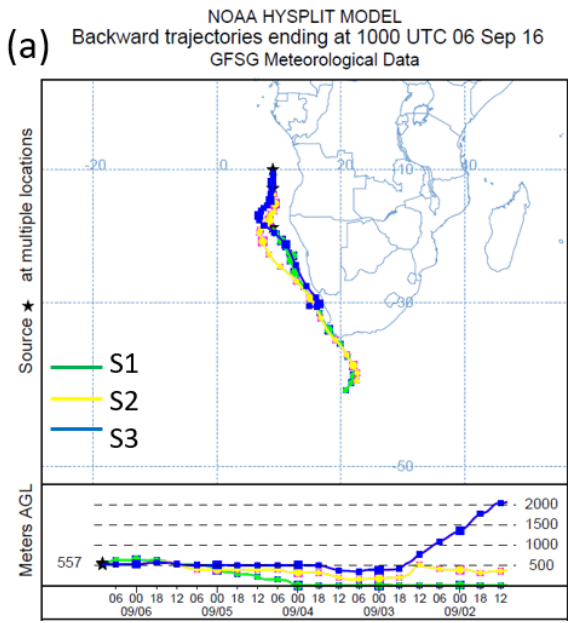 (a)
NOAA HYSPLIT MODEL
Backward trajectories ending at 1000 UTC 06 Sep 16
GFSG Meteorological Data
Source ★ at multiple locations
-20 0 20 40
-10
-30
-50
S1
S2
S3
Meters AGL
557
2000
1500
1000
500
06 00 18 12 06 00 18 12 06 00 18 12 06 00 18 12 06 00 18 12
09/06 09/05 09/04 09/03 09/02